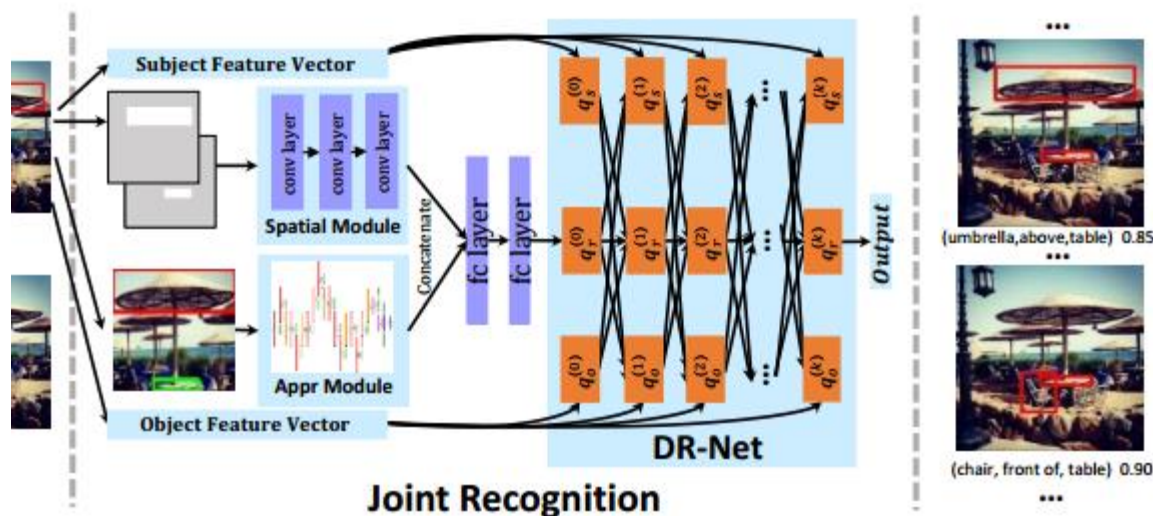 Subject Feature Vector
conv layer
conv layer
conv layer
Spatial Module
Concatenate
fc layer
fc layer
Appr Module
Object Feature Vector
q_s^(0)
q_s^(1)
q_s^(2)
...
q_s^(k)
q_r^(0)
q_r^(1)
q_r^(2)
...
q_r^(k)
q_o^(0)
q_o^(1)
q_o^(2)
...
q_o^(k)
DR-Net
Output
Joint Recognition
...
(umbrella,above,table) 0.85
...
(chair, front of, table) 0.90
...